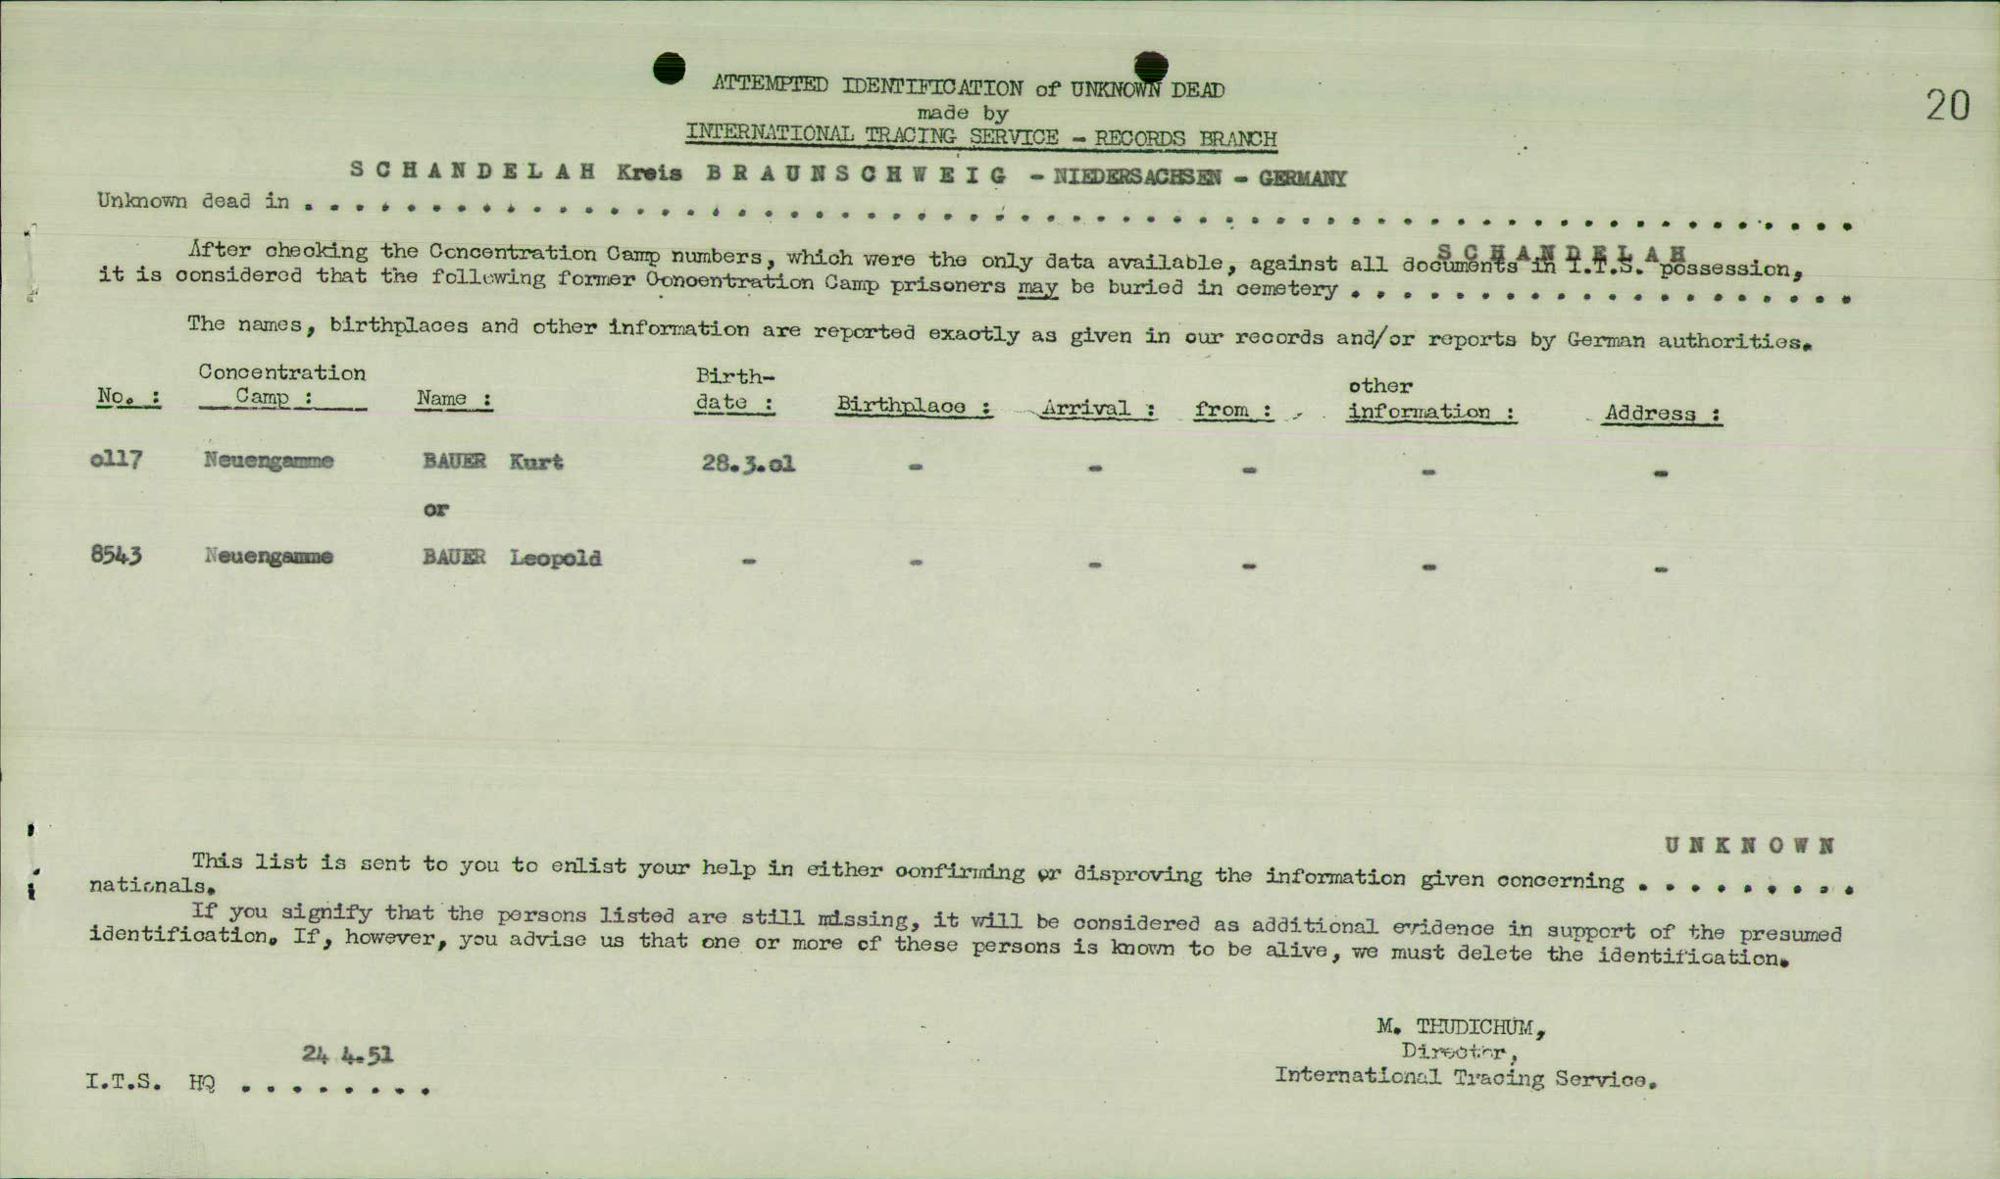 20
ATTEMPTED IDENTIFICATION of UNKNOWN DEAD
made by
INTERNATIONAL TRACING SERVICE - RECORDS BRANCH
SCHANDELAH Kreis BRAUNSCHWEIG - NIEDERSACHSEN - GERMANY
Unknown dead in . . . . . . . . . . . . . . . . . . . . . . . . . . . . . . . . . . . . . . . . . . . . . . . . . . . . . . . . . . . . .
After checking the Concentration Camp numbers, which were the only data available, against all documents in I.T.S. possession,
SCHANDELAH
it is considered that the following former Concentration Camp prisoners may be buried in cemetery . . . . . . . . . . . . . . . . . . . .
The names, birthplaces and other information are reported exactly as given in our records and/or reports by German authorities.
No. : Concentration Camp : Name : Birth-date : Birthplace : Arrival : from : other information : Address :
o117 Neuengamme BAUER Kurt 28.3.o1 - - - - -
or
8543 Neuengamme BAUER Leopold - - - - - -
UNKNOWN
This list is sent to you to enlist your help in either confirming or disproving the information given concerning . . . . . . . . .
nationals.
If you signify that the persons listed are still missing, it will be considered as additional evidence in support of the presumed
identification. If, however, you advise us that one or more of these persons is known to be alive, we must delete the identification.
M. THUDICHUM,
Director,
International Tracing Service.
24 4.51
I.T.S. HQ . . . . . . . .